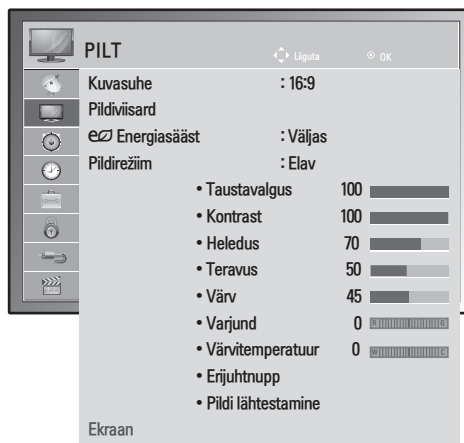 PILT Liiguta OK
Kuvasuhe : 16:9
Pildiviisard
e Energiasääst : Väljas
Pildirežiim : Elav
• Taustavalgus 100
• Kontrast 100
• Heledus 70
• Teravus 50
• Värv 45
• Varjund 0 R G
• Värvitemperatuur 0 W C
• Erijuhtnupp
• Pildi lähtestamine
Ekraan